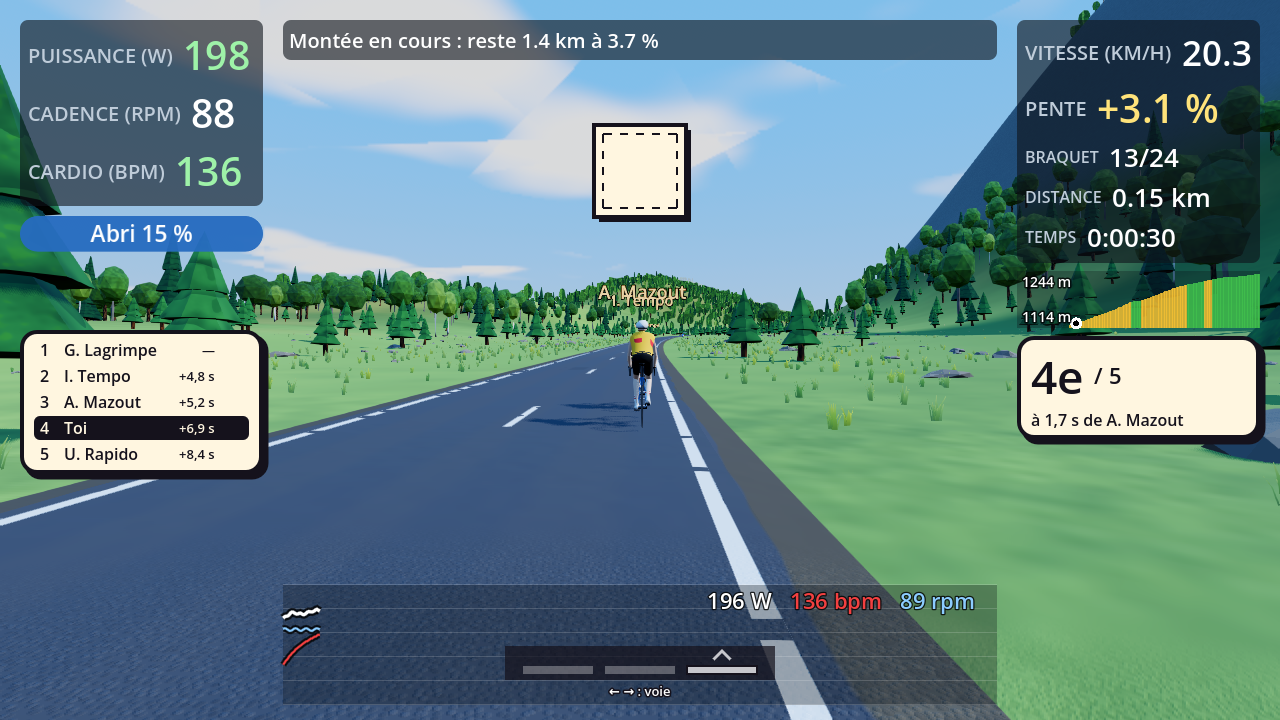 PUISSANCE (W) 198
CADENCE (RPM) 88
CARDIO (BPM) 136
Abri 15 %
Montée en cours : reste 1.4 km à 3.7 %
VITESSE (KM/H) 20.3
PENTE +3.1 %
BRAQUET 13/24
DISTANCE 0.15 km
TEMPS 0:00:30
1244 m
1114 m
A. Mazout
I. Tempo
1 G. Lagrimpe —
2 I. Tempo +4,8 s
3 A. Mazout +5,2 s
4 Toi +6,9 s
5 U. Rapido +8,4 s
4e / 5
à 1,7 s de A. Mazout
196 W 136 bpm 89 rpm
← → : voie